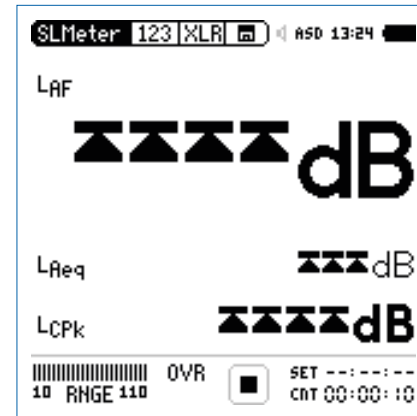 SLMeter 123 XLR ASD 13:24
LAF
dB
LAeq dB
LCPk dB
OVR SET --:--:--
10 RNGE 110 CNT 00:00:18